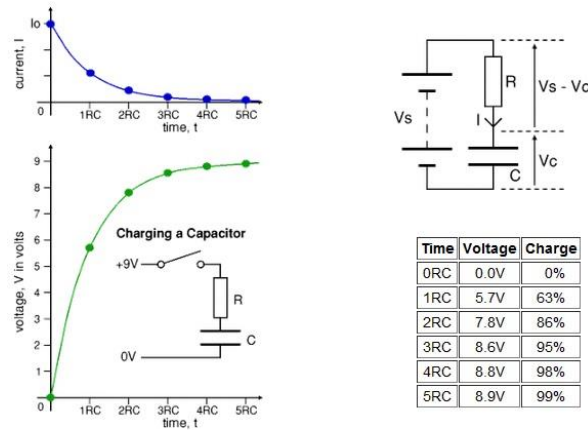 Io
current, I
0
1RC 2RC 3RC 4RC 5RC
time, t
9
8
7
6
5
4
3
2
1
0
voltage, V in volts
Charging a Capacitor
+9V
R
C
0V
1RC 2RC 3RC 4RC 5RC
time, t
Vs
R
I
C
Vs - Vc
Vc
Time Voltage Charge
0RC 0.0V 0%
1RC 5.7V 63%
2RC 7.8V 86%
3RC 8.6V 95%
4RC 8.8V 98%
5RC 8.9V 99%